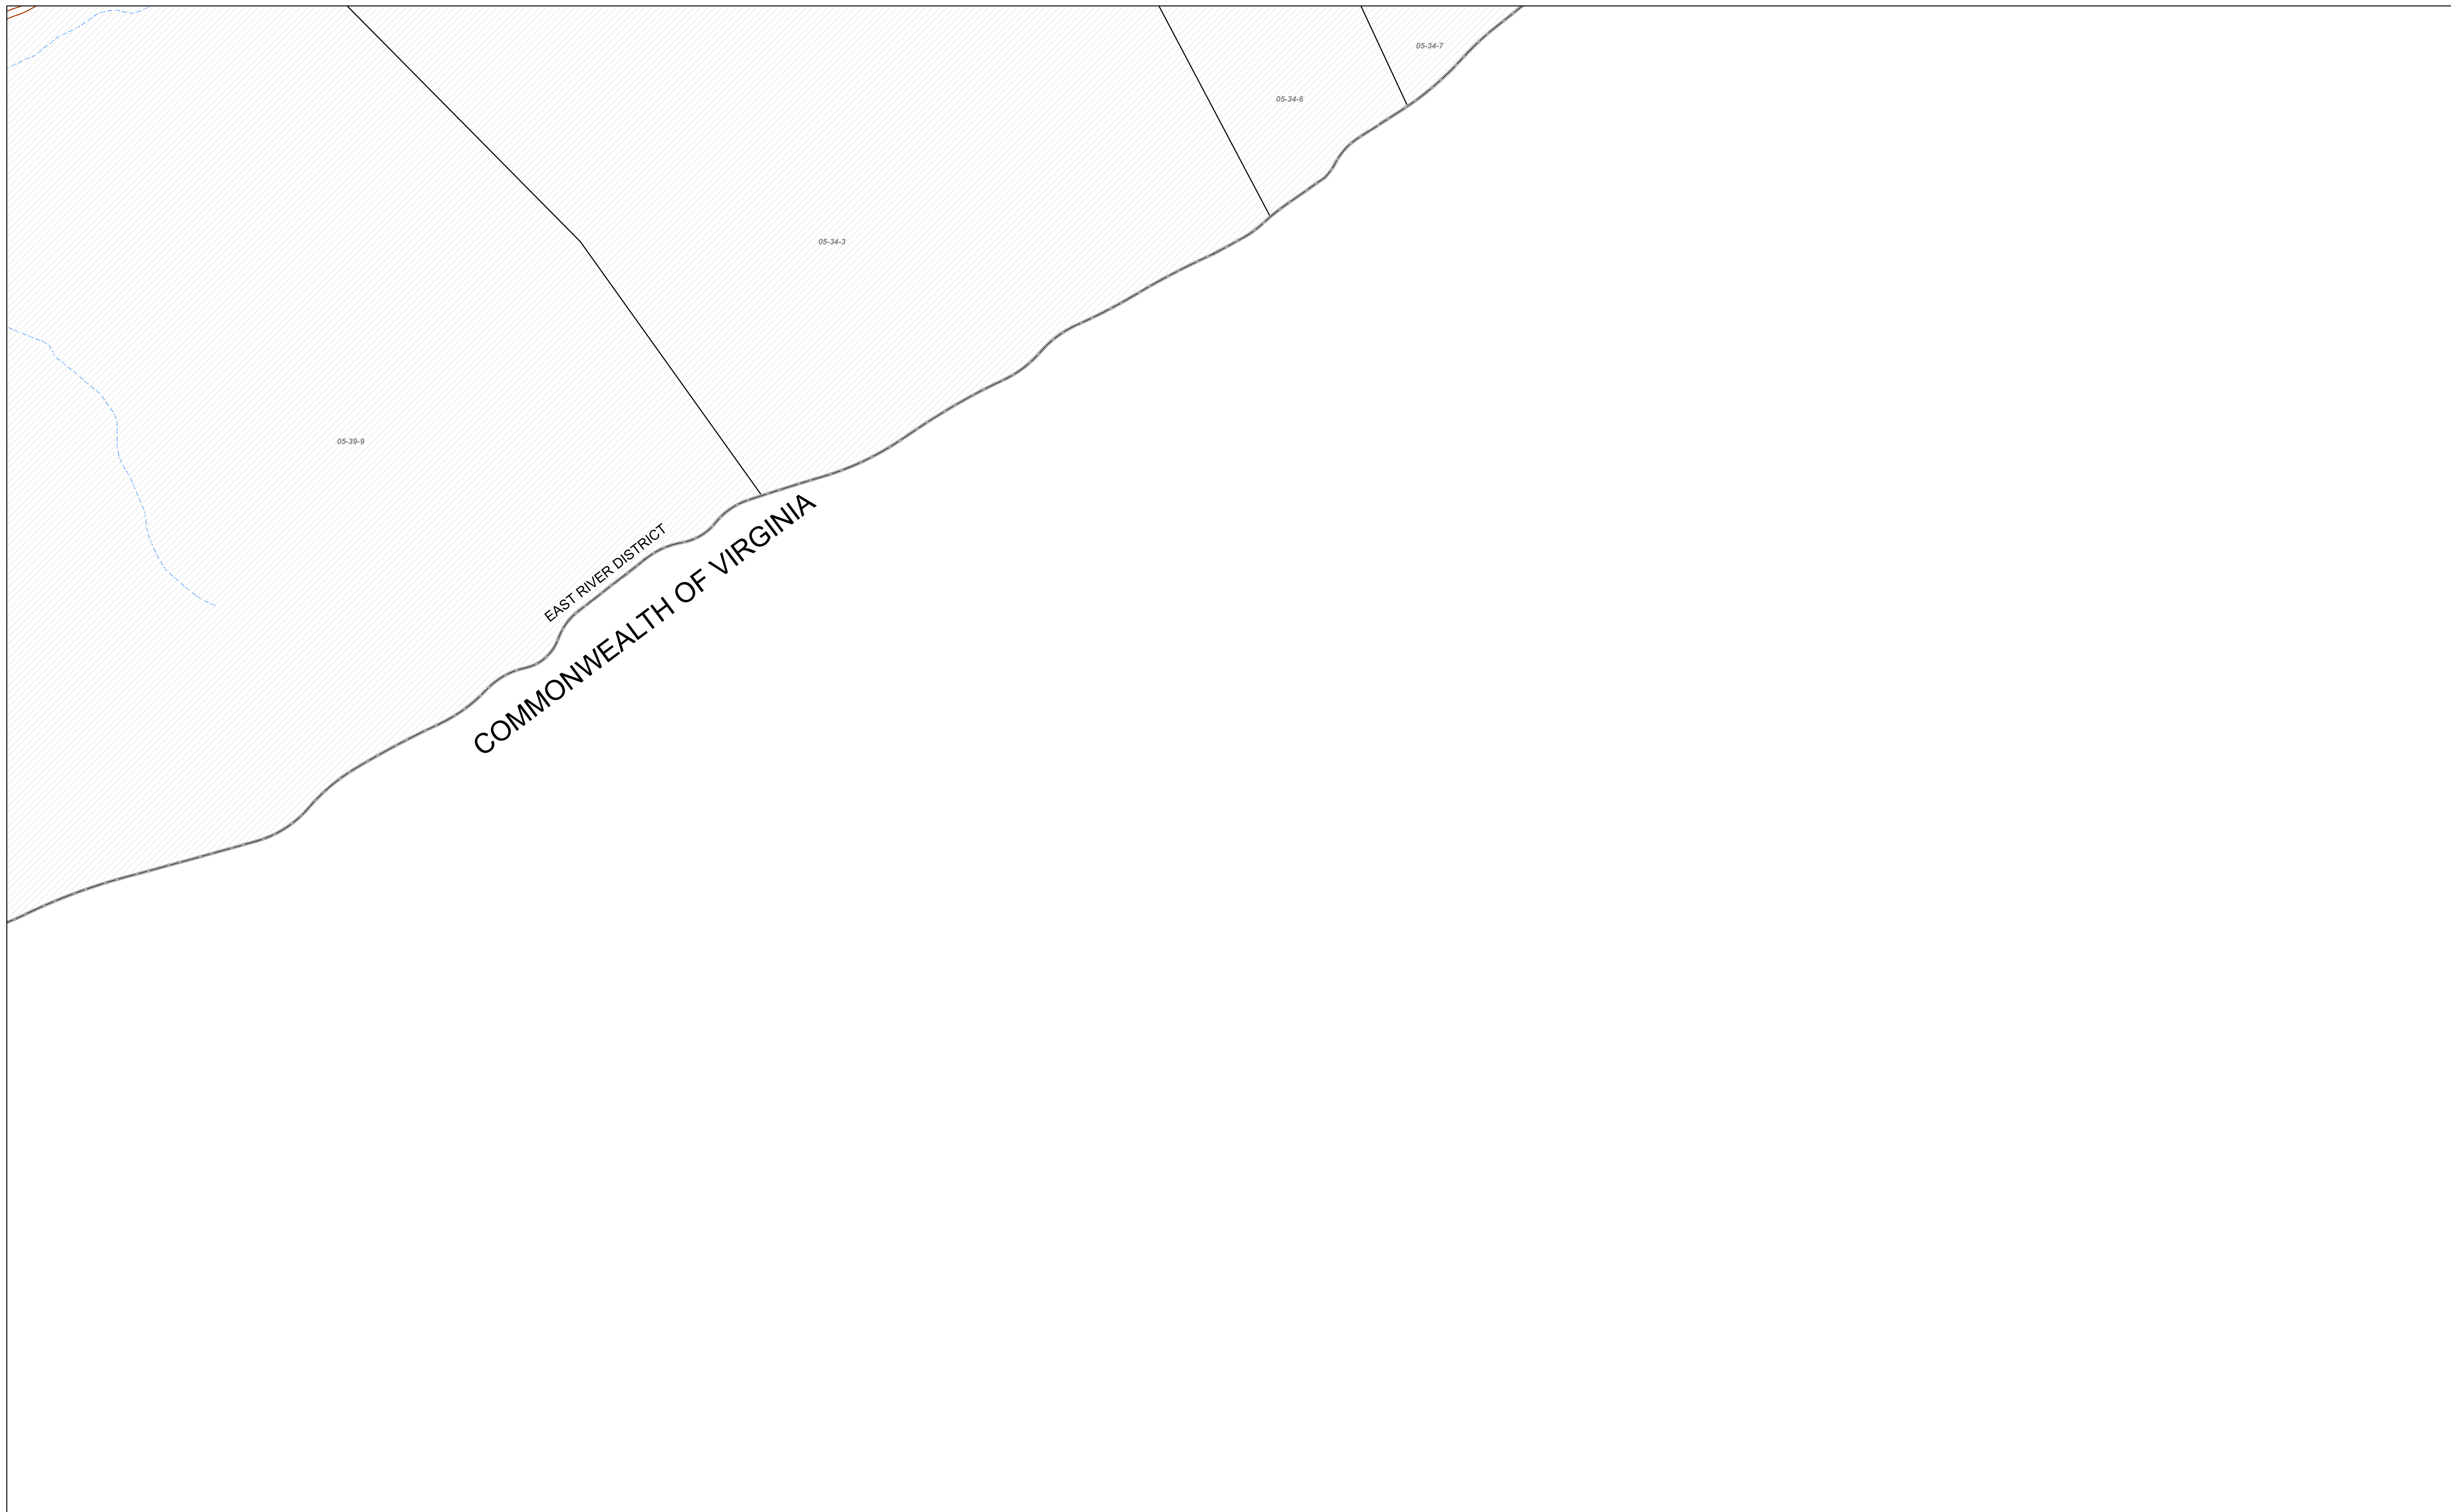 05-34-7
05-34-6
05-34-3
05-39-9
EAST RIVER DISTRICT
COMMONWEALTH OF VIRGINIA